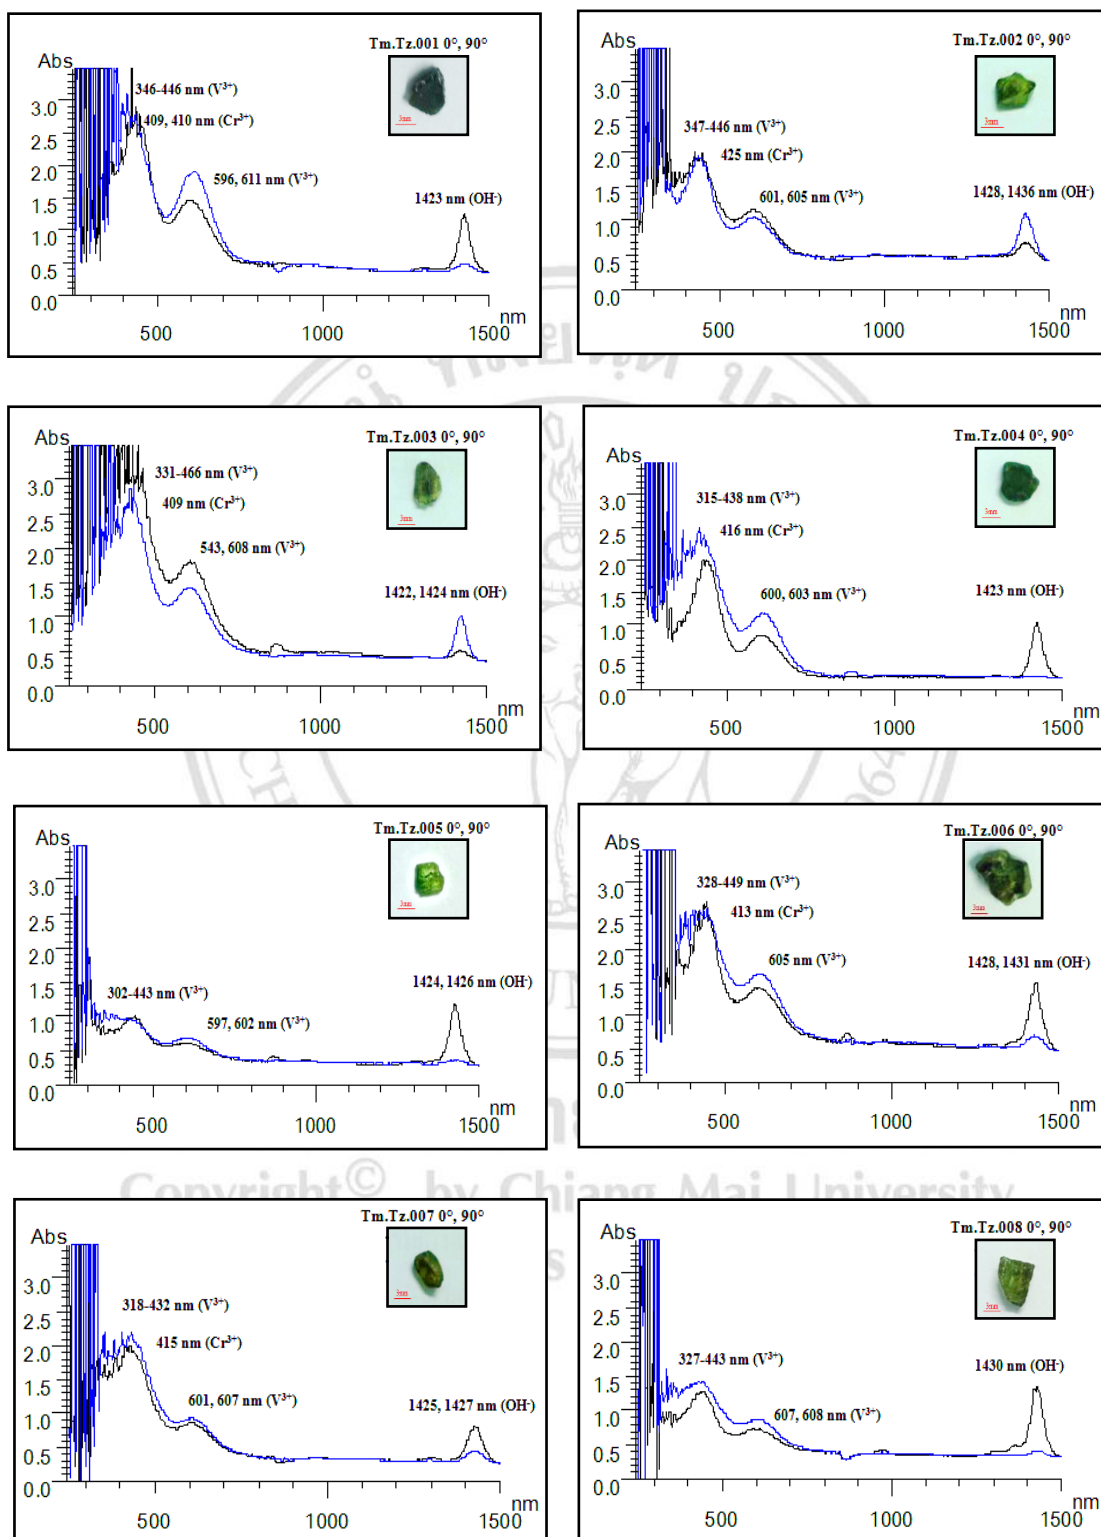 Tm.Tz.001 0°, 90°
Abs
346-446 nm (V³⁺)
409, 410 nm (Cr³⁺)
596, 611 nm (V³⁺)
1423 nm (OH⁻)
3mm
3.0
2.5
2.0
1.5
1.0
0.5
0.0
500
1000
1500
nm
Tm.Tz.002 0°, 90°
Abs
347-446 nm (V³⁺)
425 nm (Cr³⁺)
601, 605 nm (V³⁺)
1428, 1436 nm (OH⁻)
3mm
3.0
2.5
2.0
1.5
1.0
0.5
0.0
500
1000
1500
nm
Tm.Tz.003 0°, 90°
Abs
331-466 nm (V³⁺)
409 nm (Cr³⁺)
543, 608 nm (V³⁺)
1422, 1424 nm (OH⁻)
3mm
3.0
2.5
2.0
1.5
1.0
0.5
0.0
500
1000
1500
nm
Tm.Tz.004 0°, 90°
Abs
315-438 nm (V³⁺)
416 nm (Cr³⁺)
600, 603 nm (V³⁺)
1423 nm (OH⁻)
3mm
3.0
2.5
2.0
1.5
1.0
0.5
0.0
500
1000
1500
nm
Tm.Tz.005 0°, 90°
Abs
302-443 nm (V³⁺)
597, 602 nm (V³⁺)
1424, 1426 nm (OH⁻)
3mm
3.0
2.5
2.0
1.5
1.0
0.5
0.0
500
1000
1500
nm
Tm.Tz.006 0°, 90°
Abs
328-449 nm (V³⁺)
413 nm (Cr³⁺)
605 nm (V³⁺)
1428, 1431 nm (OH⁻)
3mm
3.0
2.5
2.0
1.5
1.0
0.5
0.0
500
1000
1500
nm
Copyright© by Chiang Mai University
Tm.Tz.007 0°, 90°
Abs
318-432 nm (V³⁺)
415 nm (Cr³⁺)
601, 607 nm (V³⁺)
1425, 1427 nm (OH⁻)
3mm
3.0
2.5
2.0
1.5
1.0
0.5
0.0
500
1000
1500
nm
Tm.Tz.008 0°, 90°
Abs
327-443 nm (V³⁺)
607, 608 nm (V³⁺)
1430 nm (OH⁻)
3mm
3.0
2.5
2.0
1.5
1.0
0.5
0.0
500
1000
1500
nm